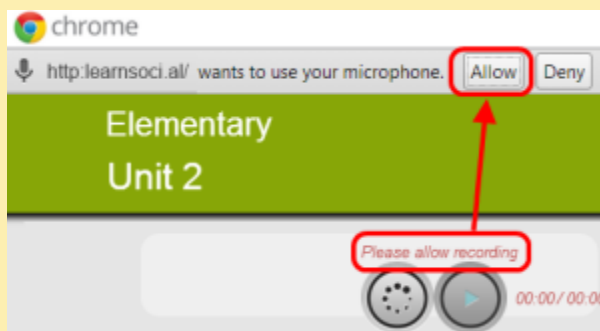 chrome
http:learnsoci.al/ wants to use your microphone. Allow Deny
Elementary
Unit 2
Please allow recording
00:00/ 00:00